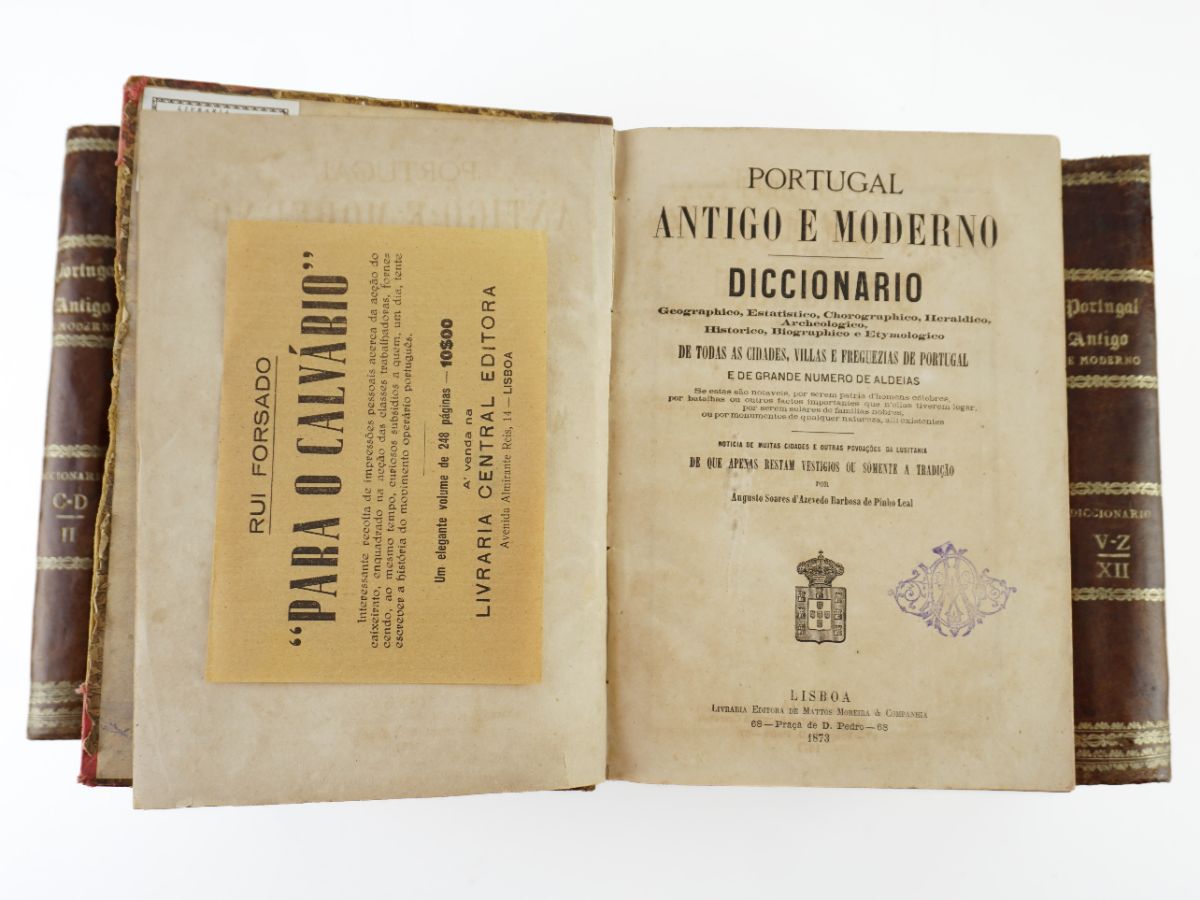 LIVRARIA
Portugal
Antigo
E MODERNO
DICCIONARIO
C-D
II
RUI FORSADO
“PARA O CALVÁRIO”
Interessante recolta de impressões pessoais acerca da acção do
caixeirato, enquadrado na acção das classes trabalhadoras, forne-
cendo, ao mesmo tempo, curiosos subsídios a quem, um dia, tente
escrever a história do movimento operário português.
Um elegante volume de 248 páginas — 10$00
A' venda na
LIVRARIA CENTRAL EDITORA
Avenida Almirante Reis, 14 — LISBOA
PORTUGAL
ANTIGO E MODERNO
DICCIONARIO
Geographico, Estatistico, Chorographico, Heraldico,
Archeologico,
Historico, Biographico e Etymologico
DE TODAS AS CIDADES, VILLAS E FREGUEZIAS DE PORTUGAL
E DE GRANDE NUMERO DE ALDEIAS
Se estas são notaveis, por serem patria d'homens célebres,
por batalhas ou outros factos importantes que n'ellas tiverem logar,
por serem solares de familias nobres,
ou por monumentos de qualquer natureza, alli existentes
NOTICIA DE MUITAS CIDADES E OUTRAS POVOAÇÕES DA LUSITANIA
DE QUE APENAS RESTAM VESTIGIOS OU SÓMENTE A TRADIÇÃO
POR
Augusto Soares d'Azevedo Barbosa de Pinho Leal
LISBOA
LIVRARIA EDITORA DE MATTOS MOREIRA & COMPANHIA
68 — Praça de D. Pedro — 68
1873
Portugal
Antigo
E MODERNO
DICCIONARIO
V-Z
XII